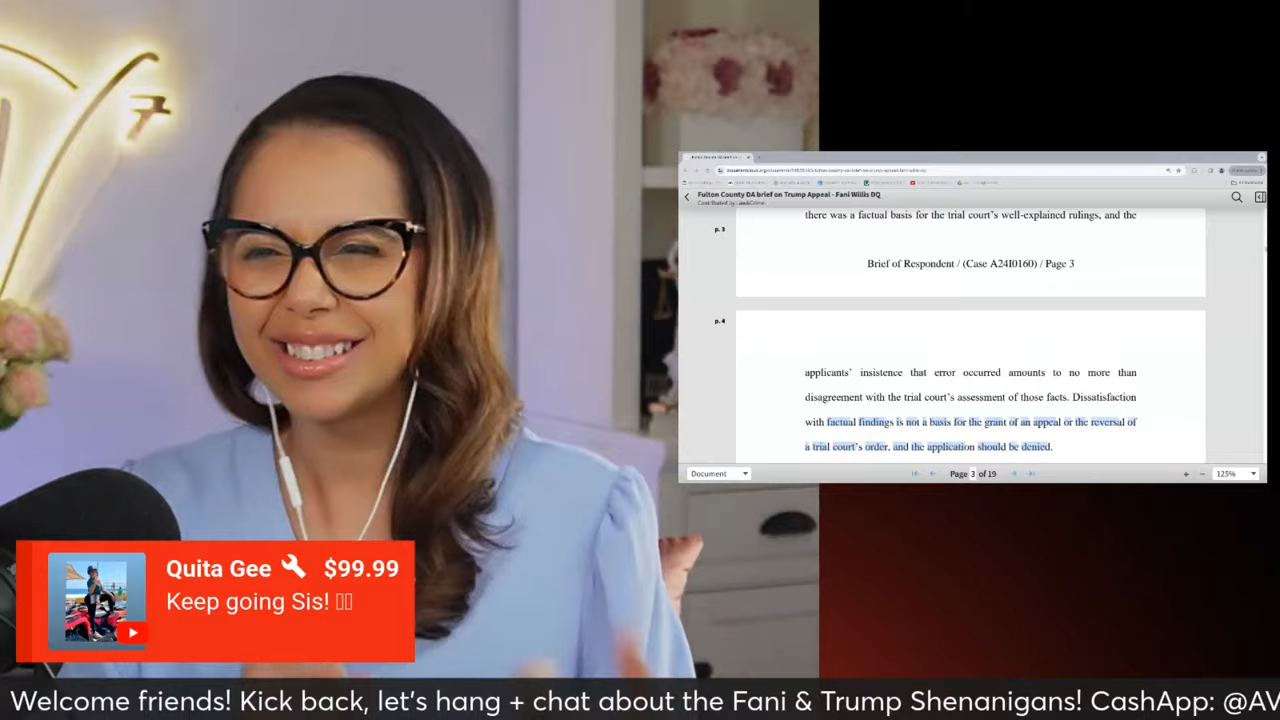 Fulton County DA brief on Trump Appeal - Fani Willis DQ
there was a factual basis for the trial court's well-explained rulings, and the
p. 3
Brief of Respondent / (Case A24I0160) / Page 3
p. 4
applicants' insistence that error occurred amounts to no more than
disagreement with the trial court's assessment of those facts. Dissatisfaction
with factual findings is not a basis for the grant of an appeal or the reversal of
a trial court's order, and the application should be denied.
Document
Page 3 of 19
125%
Quita Gee $99.99
Keep going Sis!
Welcome friends! Kick back, let's hang + chat about the Fani & Trump Shenanigans! CashApp: @AV